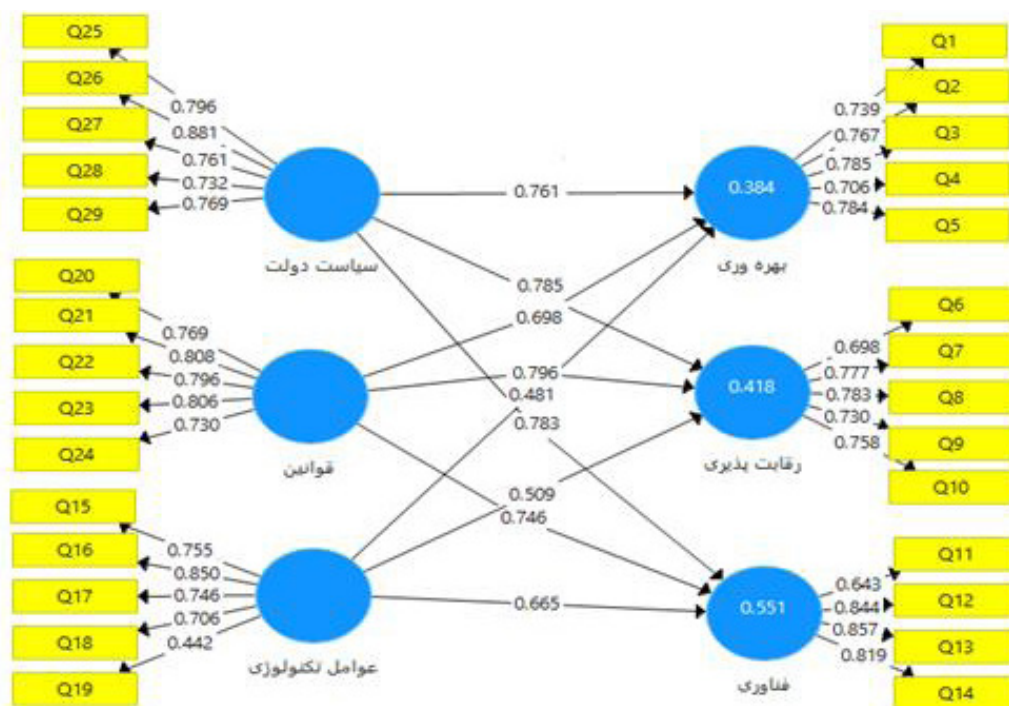 Q25
Q26
Q27
Q28
Q29
0.796
0.881
0.761
0.732
0.769
سیاست دولت
Q20
Q21
Q22
Q23
Q24
0.769
0.808
0.796
0.806
0.730
قوانین
Q15
Q16
Q17
Q18
Q19
0.755
0.850
0.746
0.706
0.442
عوامل تکنولوژی
0.761
0.785
0.698
0.796
0.481
0.783
0.509
0.746
0.665
0.384
بهره وری
0.739
0.767
0.785
0.706
0.784
Q1
Q2
Q3
Q4
Q5
0.418
رقابت پذیری
0.698
0.777
0.783
0.730
0.758
Q6
Q7
Q8
Q9
Q10
0.551
فناوری
0.643
0.844
0.857
0.819
Q11
Q12
Q13
Q14